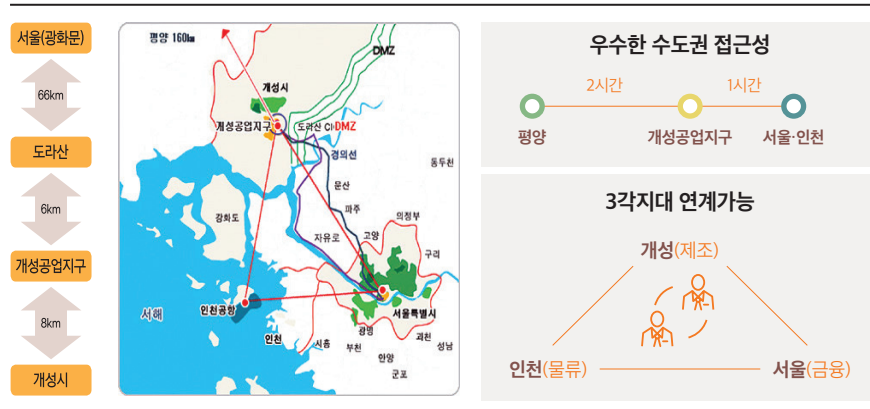 서울(광화문)
66km
도라산
6km
개성공업지구
8km
개성시
평양 160㎞
DMZ
개성시
개성공업지구
도라산 CI
DMZ
경의선
동두천
문산
강화도
파주
의정부
자유로
고양
구리
인천공항
서울특별시
서해
인천
시흥
광명
부천
과천
성남
안양
군포
우수한 수도권 접근성
2시간
1시간
평양
개성공업지구
서울·인천
3각지대 연계가능
개성(제조)
인천(물류)
서울(금융)